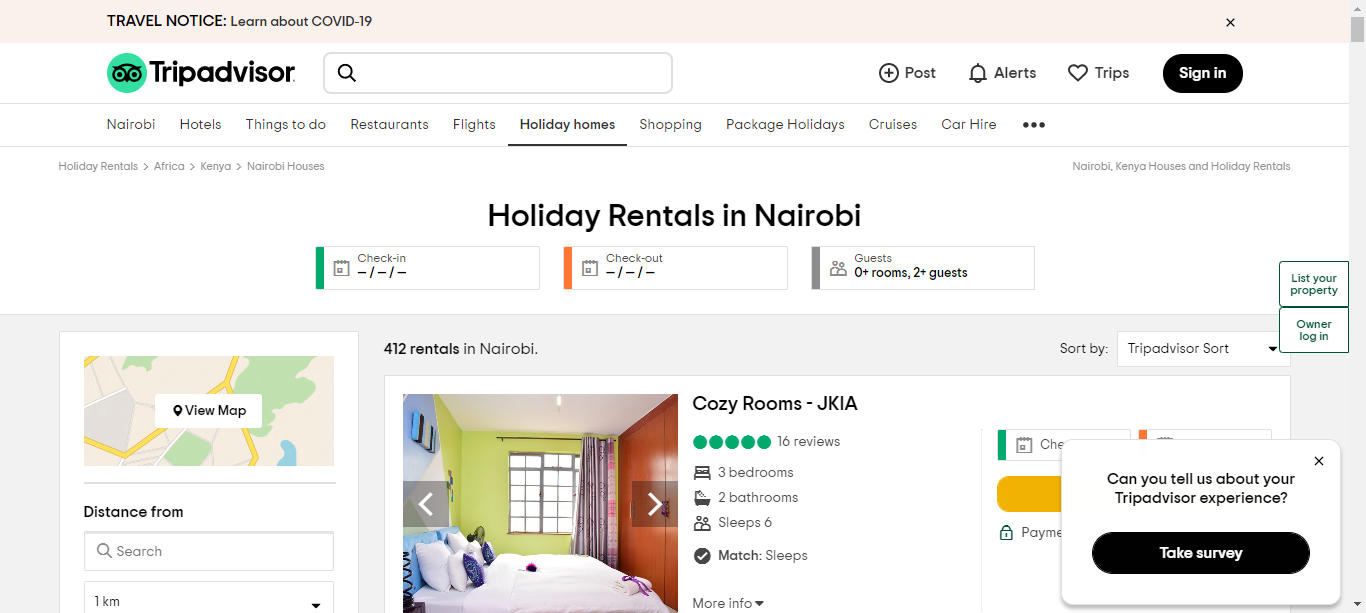 TRAVEL NOTICE: Learn about COVID-19
Tripadvisor
Post
Alerts
Trips
Sign in
Nairobi
Hotels
Things to do
Restaurants
Flights
Holiday homes
Shopping
Package Holidays
Cruises
Car Hire
Holiday Rentals > Africa > Kenya > Nairobi Houses
Nairobi, Kenya Houses and Holiday Rentals
Holiday Rentals in Nairobi
Check-in
– / – / –
Check-out
– / – / –
Guests
0+ rooms, 2+ guests
List your
property
Owner
log in
View Map
Distance from
Search
1 km
412 rentals in Nairobi.
Sort by:
Tripadvisor Sort
Cozy Rooms - JKIA
16 reviews
3 bedrooms
2 bathrooms
Sleeps 6
Match: Sleeps
More info
Can you tell us about your
Tripadvisor experience?
Take survey